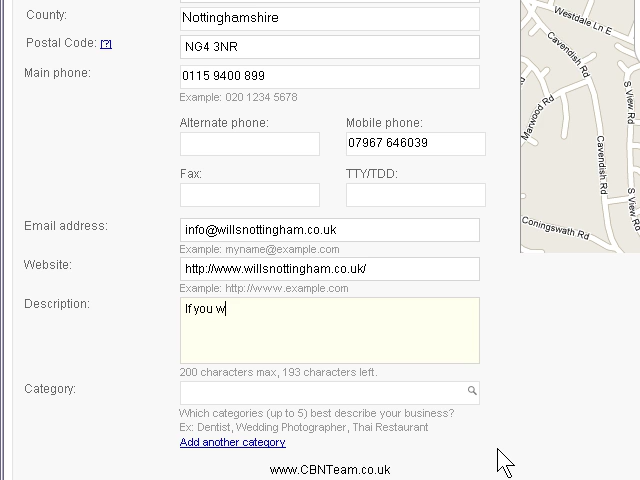 County:
Nottinghamshire
Postal Code: [?]
NG4 3NR
Main phone:
0115 9400 899
Example: 020 1234 5678
Alternate phone:
Mobile phone:
07967 646039
Fax:
TTY/TDD:
Email address:
info@willsnottingham.co.uk
Example: myname@example.com
Website:
http://www.willsnottingham.co.uk/
Example: http://www.example.com
Description:
If you w
200 characters max, 193 characters left.
Category:
Which categories (up to 5) best describe your business?
Ex: Dentist, Wedding Photographer, Thai Restaurant
Add another category
www.CBNTeam.co.uk
Westdale Ln E
Cavendish Rd
S View Rd
Marwood Rd
Cavendish Rd
S View Rd
Coningswath Rd